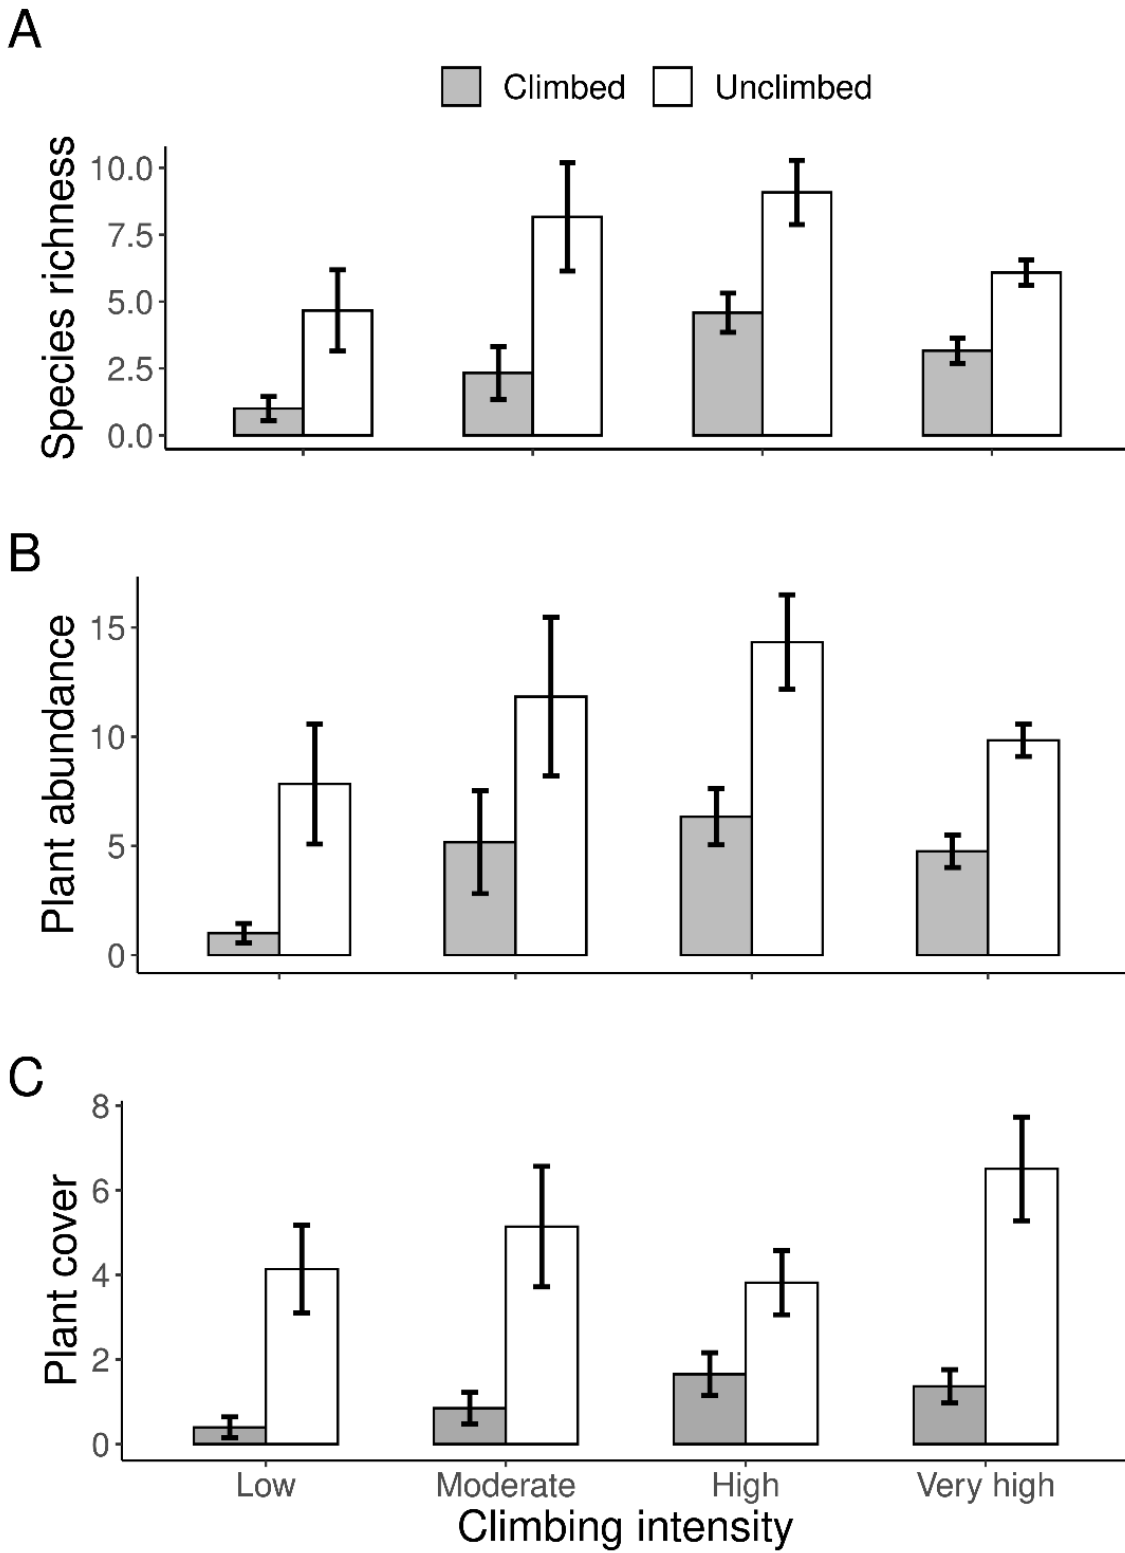 A
Climbed Unclimbed
Species richness
10.0
7.5
5.0
2.5
0.0
B
Plant abundance
15
10
5
0
C
Plant cover
8
6
4
2
0
Low Moderate High Very high
Climbing intensity